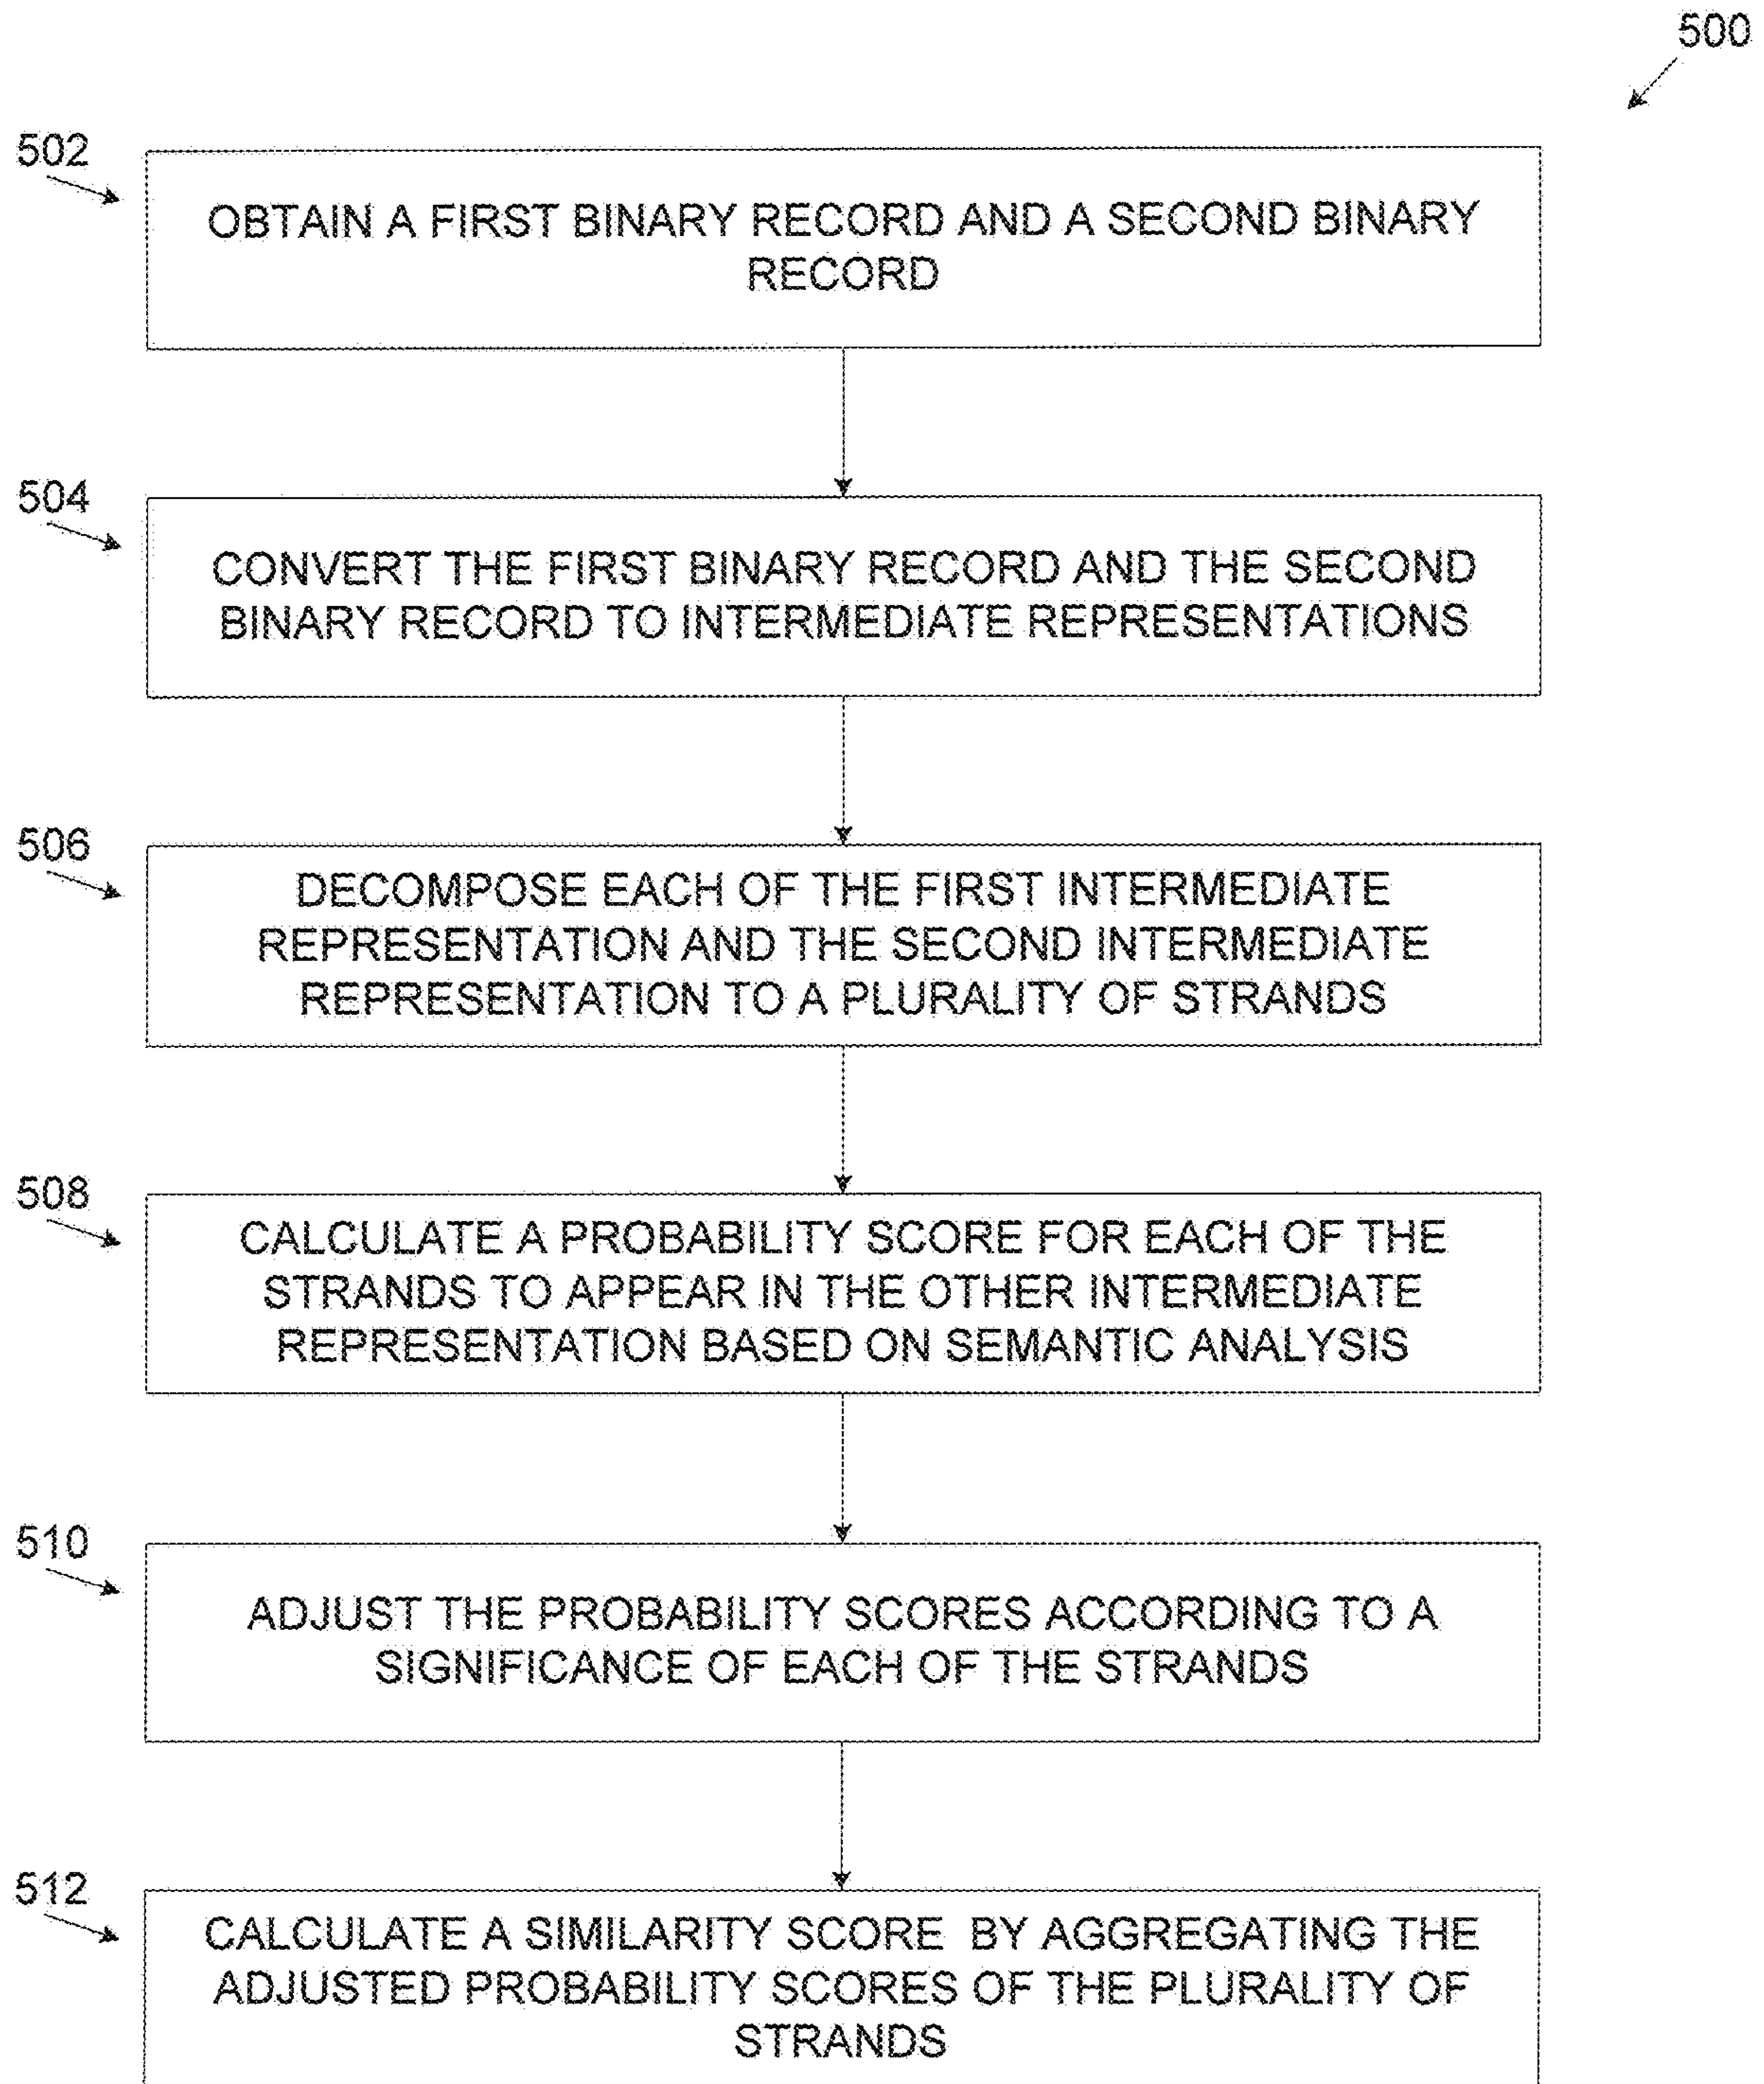 500
502
OBTAIN A FIRST BINARY RECORD AND A SECOND BINARY
RECORD
504
CONVERT THE FIRST BINARY RECORD AND THE SECOND
BINARY RECORD TO INTERMEDIATE REPRESENTATIONS
506
DECOMPOSE EACH OF THE FIRST INTERMEDIATE
REPRESENTATION AND THE SECOND INTERMEDIATE
REPRESENTATION TO A PLURALITY OF STRANDS
508
CALCULATE A PROBABILITY SCORE FOR EACH OF THE
STRANDS TO APPEAR IN THE OTHER INTERMEDIATE
REPRESENTATION BASED ON SEMANTIC ANALYSIS
510
ADJUST THE PROBABILITY SCORES ACCORDING TO A
SIGNIFICANCE OF EACH OF THE STRANDS
512
CALCULATE A SIMILARITY SCORE BY AGGREGATING THE
ADJUSTED PROBABILITY SCORES OF THE PLURALITY OF
STRANDS